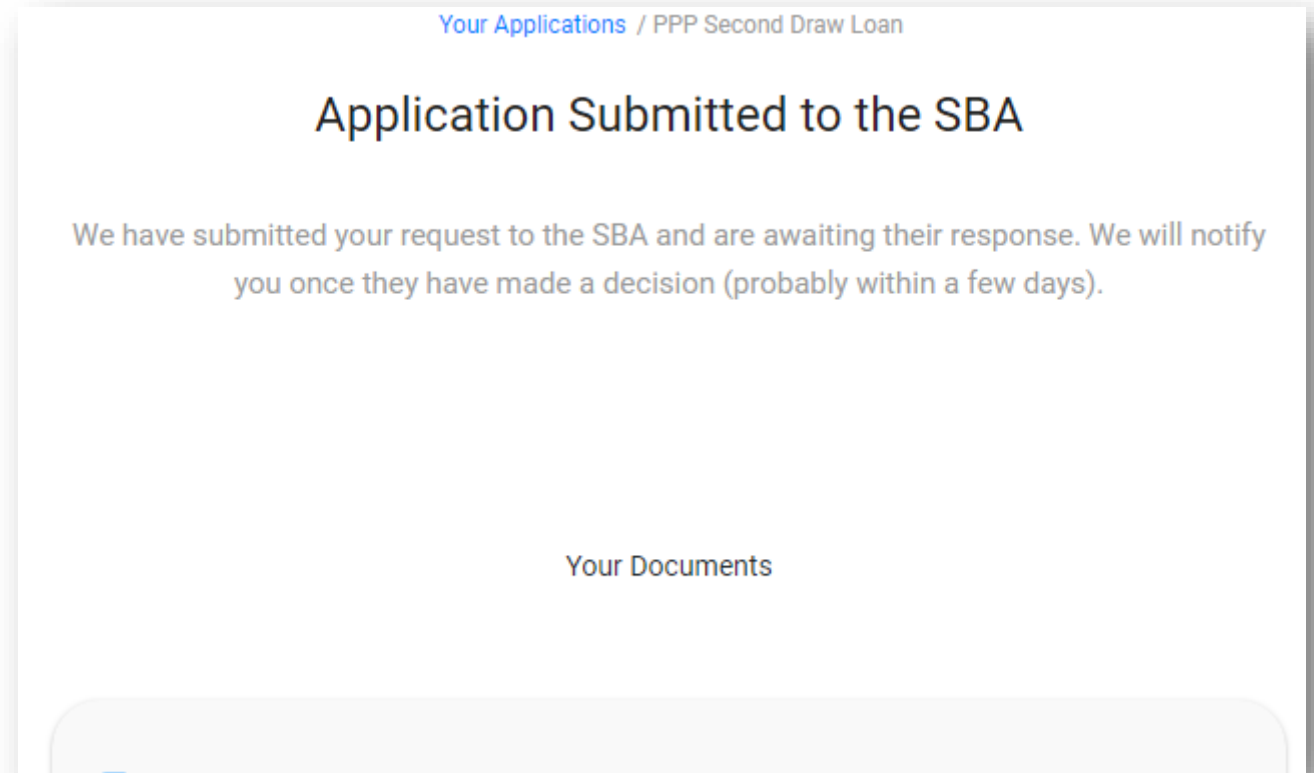 Your Applications / PPP Second Draw Loan
Application Submitted to the SBA
We have submitted your request to the SBA and are awaiting their response. We will notify
you once they have made a decision (probably within a few days).
Your Documents